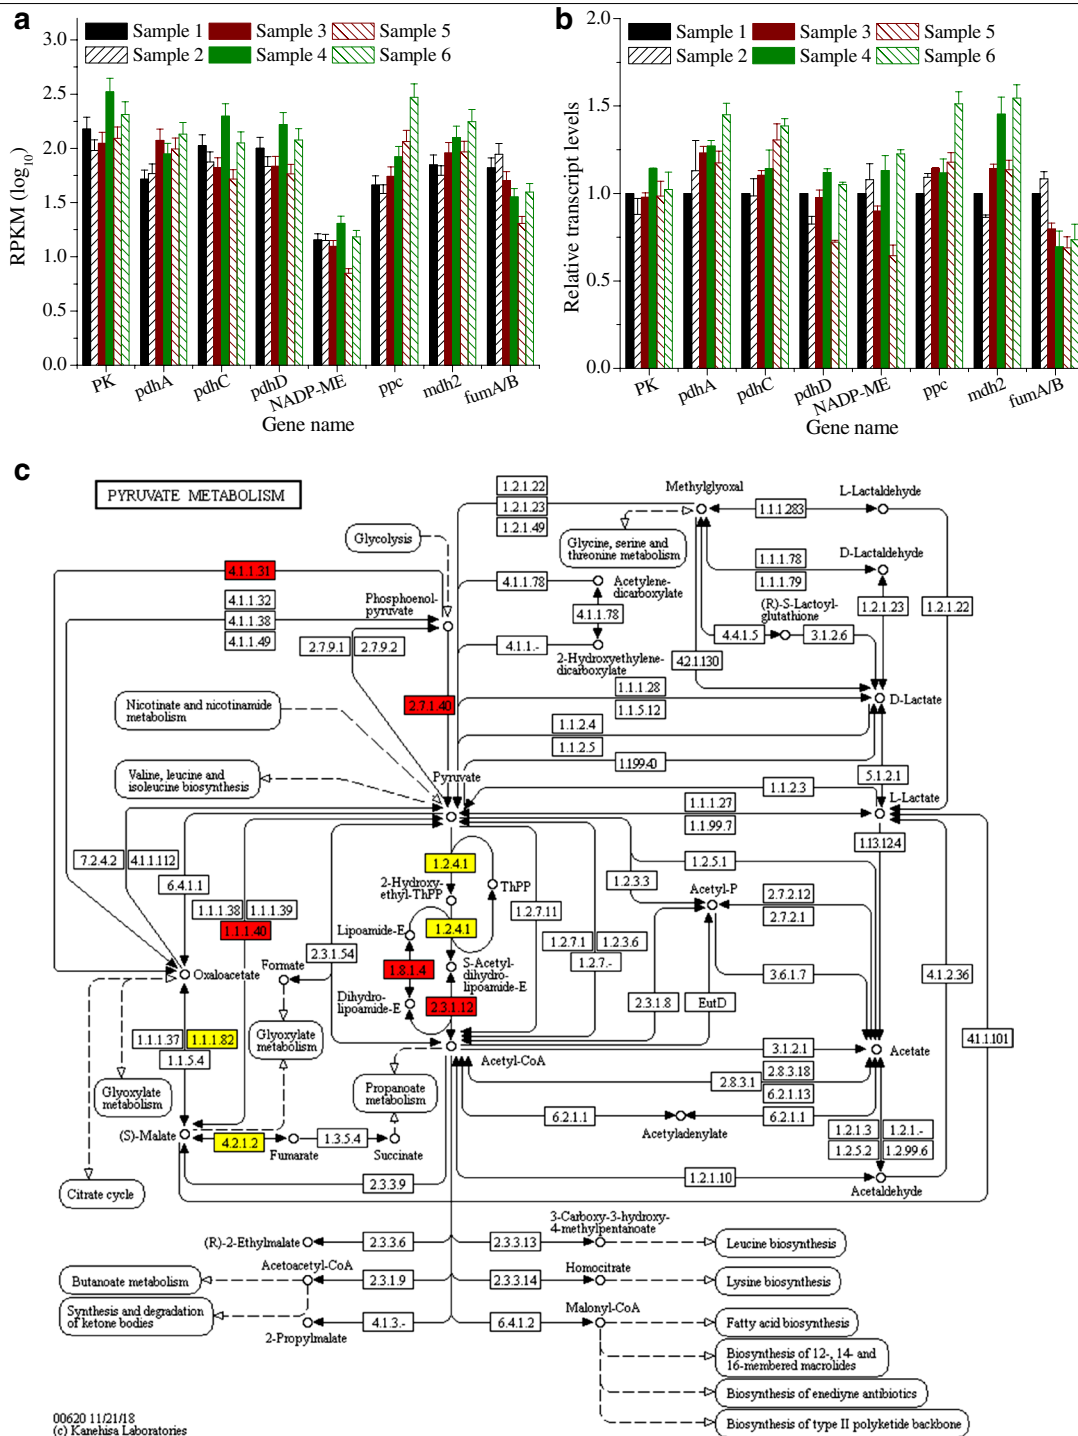 a
3.0
2.5
2.0
1.5
1.0
0.5
0.0
RPKM (log10)
Sample 1
Sample 3
Sample 5
Sample 2
Sample 4
Sample 6
PK
pdhA
pdhC
pdhD
NADP-ME
ppc
mdh2
fumA/B
Gene name
b
2.0
1.5
1.0
0.5
0.0
Relative transcript levels
Sample 1
Sample 3
Sample 5
Sample 2
Sample 4
Sample 6
PK
pdhA
pdhC
pdhD
NADP-ME
ppc
mdh2
fumA/B
Gene name
c
PYRUVATE METABOLISM
1.2.1.22
1.2.1.23
1.2.1.49
Methylglyoxal
L-Lactaldehyde
1.1.1.283
Glycolysis
Glycine, serine and
threonine metabolism
1.1.1.78
1.1.1.79
D-Lactaldehyde
4.1.1.31
4.1.1.32
4.1.1.38
4.1.1.49
Phosphoenol-
pyruvate
4.1.1.78
Acetylene-
dicarboxylate
4.1.1.78
(R)-S-Lactoyl-
glutathione
1.2.1.23
1.2.1.22
2.7.9.1
2.7.9.2
4.1.1.-
2-Hydroxyethylene-
dicarboxylate
4.4.1.5
3.1.2.6
4.2.1.130
Nicotinate and nicotinamide
metabolism
2.7.1.40
1.1.1.28
1.1.5.12
D-Lactate
1.1.2.4
1.1.2.5
1.1.99.40
Valine, leucine and
isoleucine biosynthesis
Pyruvate
5.1.2.1
1.1.2.3
L-Lactate
1.1.1.27
1.1.99.7
1.13.12.4
7.2.4.2
4.1.1.112
6.4.1.1
1.2.4.1
1.2.5.1
1.2.3.3
2-Hydroxy-
ethyl-ThPP
ThPP
Acetyl-P
2.7.2.12
2.7.2.1
1.1.1.38
1.1.1.39
1.1.1.40
1.2.7.11
Lipoamide-E
1.2.4.1
1.2.7.1
1.2.3.6
1.2.7.-
2.3.1.54
Oxaloacetate
Formate
1.8.1.4
S-Acetyl-
dihydro-
lipoamide-E
3.6.1.7
4.1.2.36
Dihydro-
lipoamide-E
2.3.1.12
2.3.1.8
EutD
1.1.1.37
1.1.1.82
1.1.5.4
Glyoxylate
metabolism
Acetyl-CoA
3.1.2.1
Acetate
4.1.1.101
2.8.3.1
2.8.3.18
6.2.1.13
Glyoxylate
metabolism
Propanoate
metabolism
6.2.1.1
Acetyladenylate
6.2.1.1
(S)-Malate
4.2.1.2
Fumarate
1.3.5.4
Succinate
1.2.1.3
1.2.1.-
1.2.5.2
1.2.99.6
Citrate cycle
2.3.3.9
1.2.1.10
Acetaldehyde
(R)-2-Ethylmalate
2.3.3.6
2.3.3.13
3-Carboxy-3-hydroxy-
4-methylpentanoate
Leucine biosynthesis
Butanoate metabolism
Acetoacetyl-CoA
2.3.1.9
2.3.3.14
Homocitrate
Lysine biosynthesis
Synthesis and degradation
of ketone bodies
2-Propylmalate
4.1.3.-
6.4.1.2
Malonyl-CoA
Fatty acid biosynthesis
Biosynthesis of 12-, 14- and
16-membered macrolides
Biosynthesis of enediyne antibiotics
Biosynthesis of type II polyketide backbone
00620 11/21/18
(c) Kanehisa Laboratories